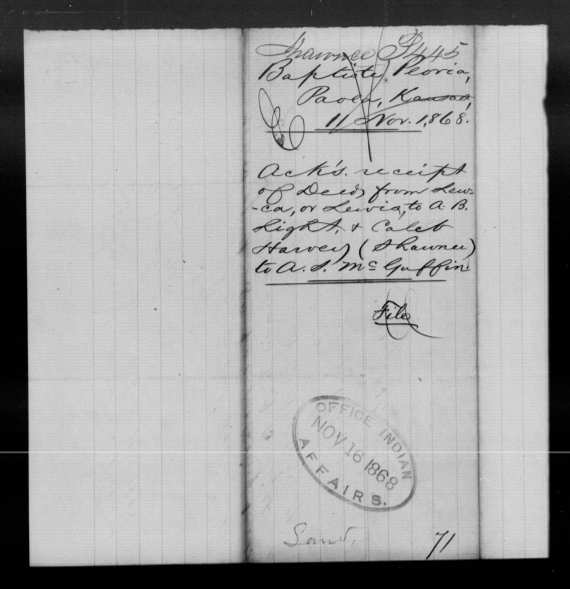 Shawnee P445
Baptiste Peoria,
Paola, Kansas,
11 Nov. 1868.
Ack's. receipt
of Deeds from Lew-
-ca, or Lewis, to A B.
Light, & Caleb
Harvey (Shawnee)
to A. S. McGuffin
File
OFFICE INDIAN
NOV 16 1868
AFFAIRS.
Land,
71